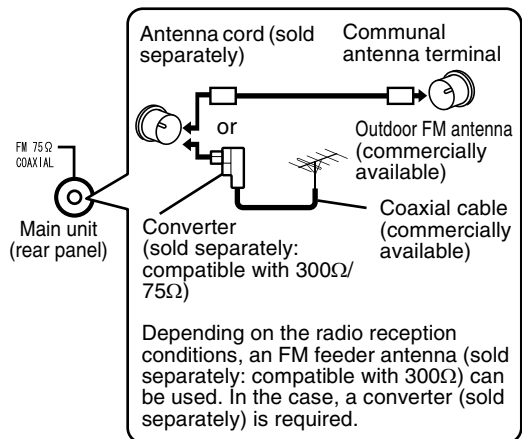 Antenna cord (sold
separately)
Communal
antenna terminal
or
FM 75Ω
COAXIAL
Main unit
(rear panel)
Outdoor FM antenna
(commercially
available)
Converter
(sold separately:
compatible with 300Ω/
75Ω)
Coaxial cable
(commercially
available)
Depending on the radio reception
conditions, an FM feeder antenna (sold
separately: compatible with 300Ω) can
be used. In the case, a converter (sold
separately) is required.